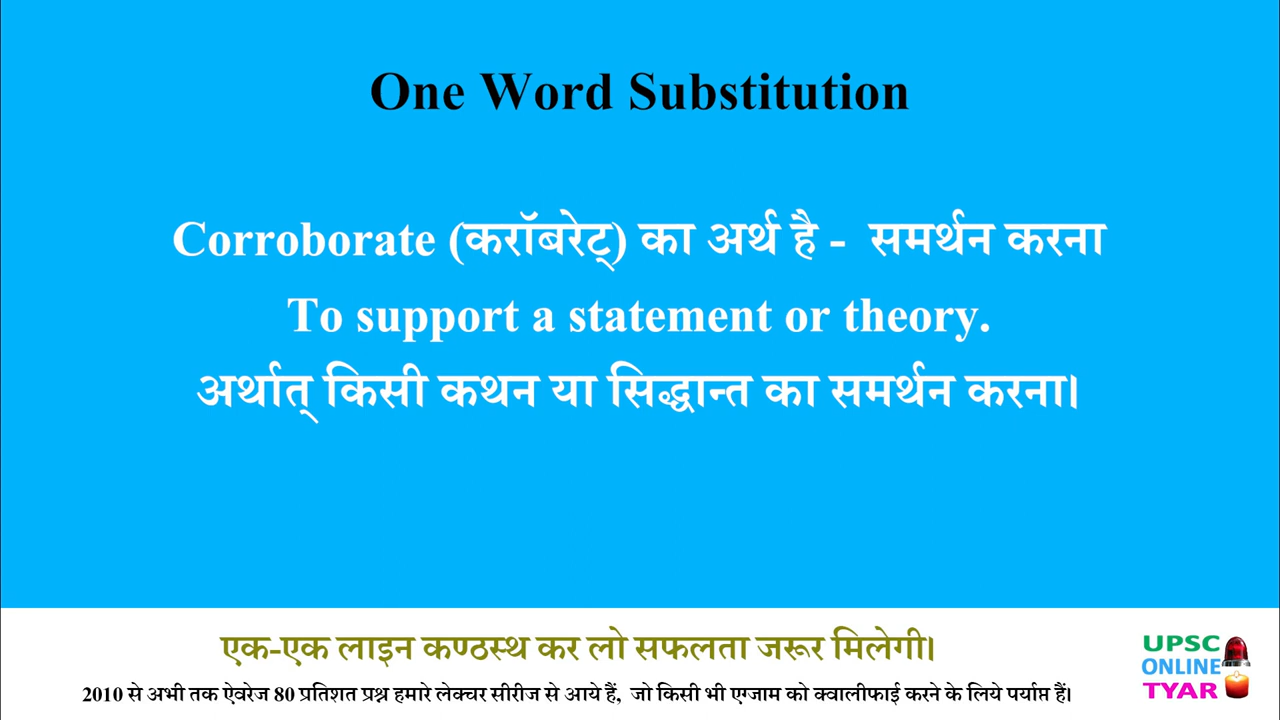 One Word Substitution
Corroborate (करॉबरेट्) का अर्थ है - समर्थन करना
To support a statement or theory.
अर्थात् किसी कथन या सिद्धान्त का समर्थन करना।
एक-एक लाइन कण्ठस्थ कर लो सफलता जरूर मिलेगी।
2010 से अभी तक ऐवरेज 80 प्रतिशत प्रश्न हमारे लेक्चर सीरीज से आये हैं, जो किसी भी एग्जाम को क्वालीफाई करने के लिये पर्याप्त हैं।
UPSC
ONLINE
TYAR